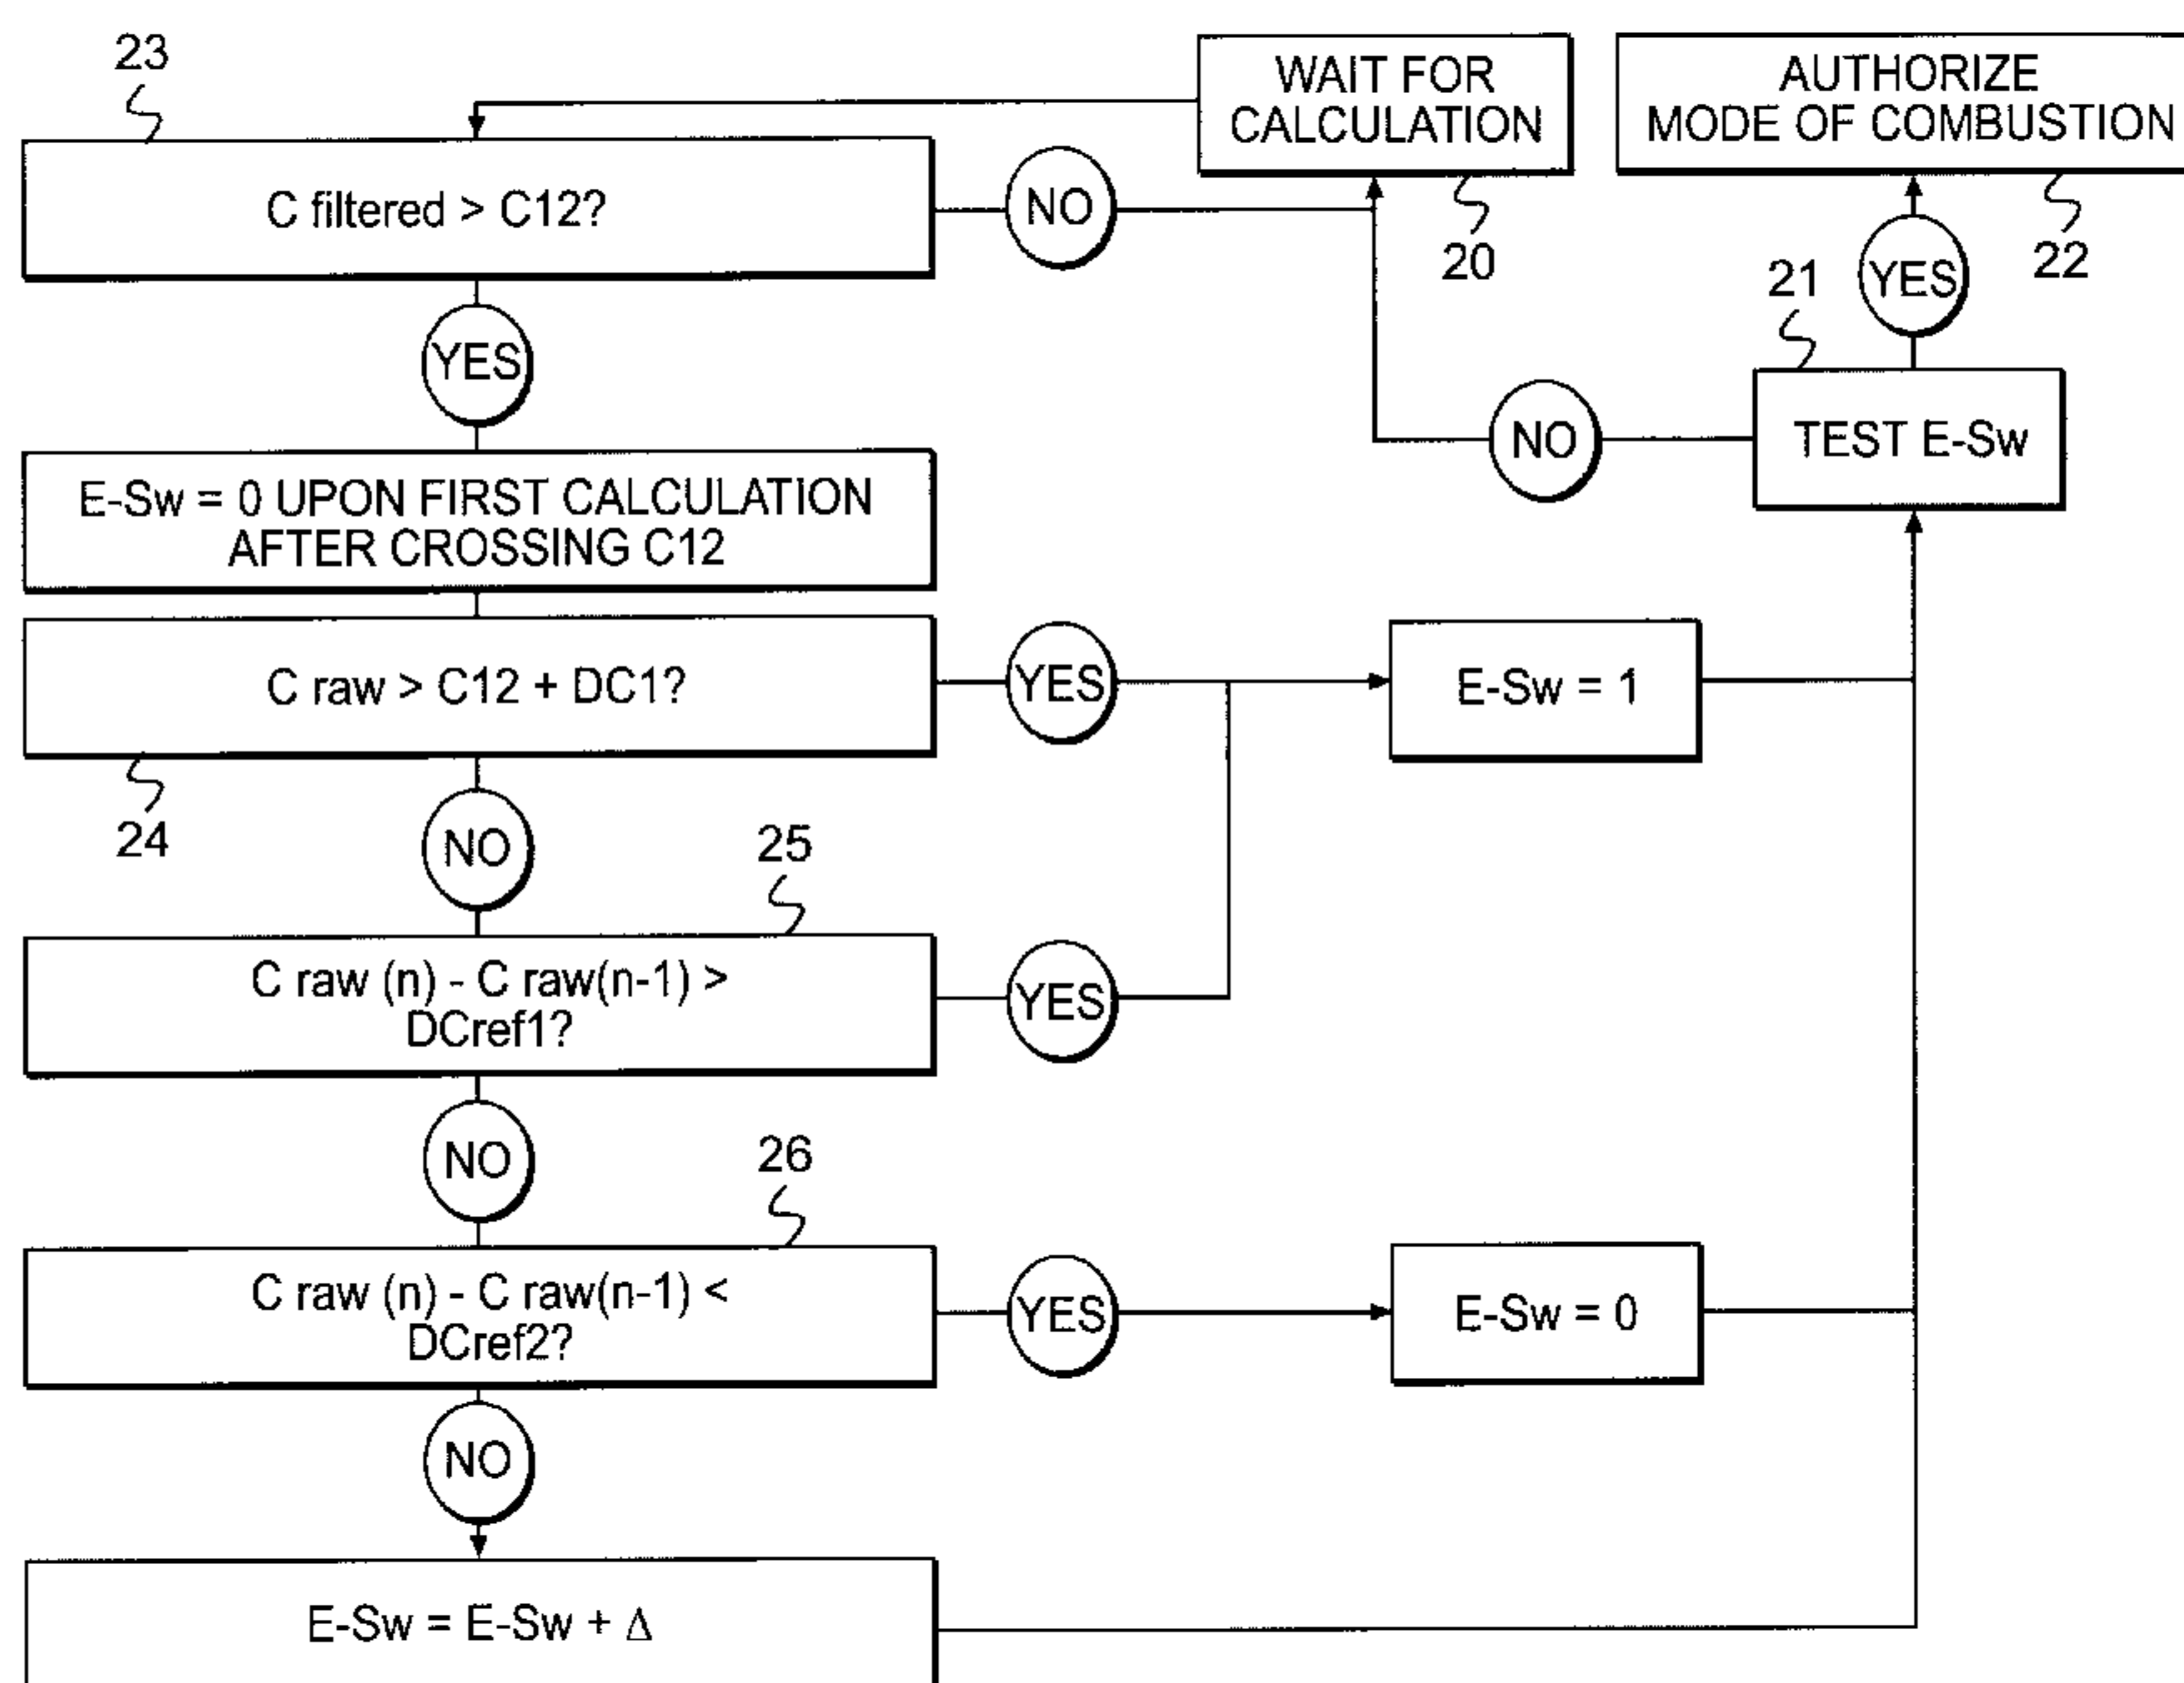 23
WAIT FOR
CALCULATION
AUTHORIZE
MODE OF COMBUSTION
C filtered > C12?
NO
20
21
YES
22
YES
NO
TEST E-Sw
E-Sw = 0 UPON FIRST CALCULATION
AFTER CROSSING C12
C raw > C12 + DC1?
YES
E-Sw = 1
24
NO
25
C raw (n) - C raw(n-1) >
DCref1?
YES
NO
26
C raw (n) - C raw(n-1) <
DCref2?
YES
E-Sw = 0
NO
E-Sw = E-Sw + Δ